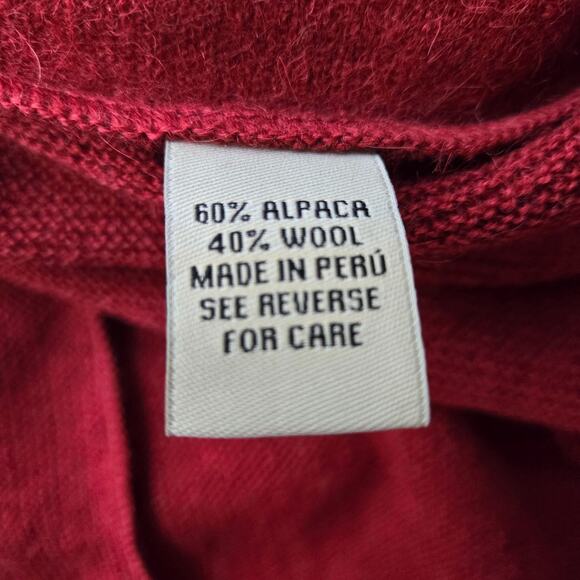 60% ALPACA
40% WOOL
MADE IN PERÚ
SEE REVERSE
FOR CARE